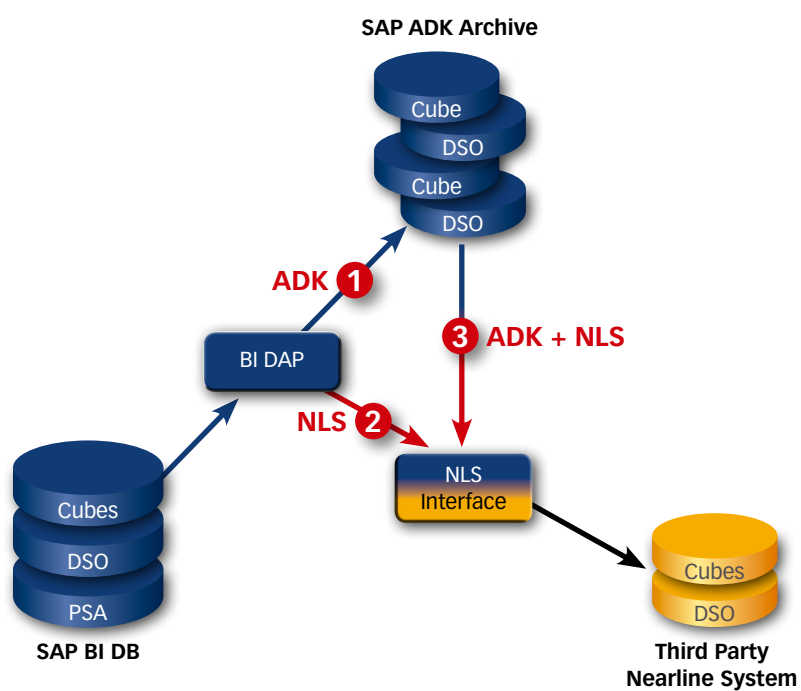 SAP ADK Archive
Cube
DSO
Cube
DSO
ADK 1
3 ADK + NLS
BI DAP
NLS 2
NLS
Interface
Cubes
DSO
PSA
SAP BI DB
Cubes
DSO
Third Party
Nearline System